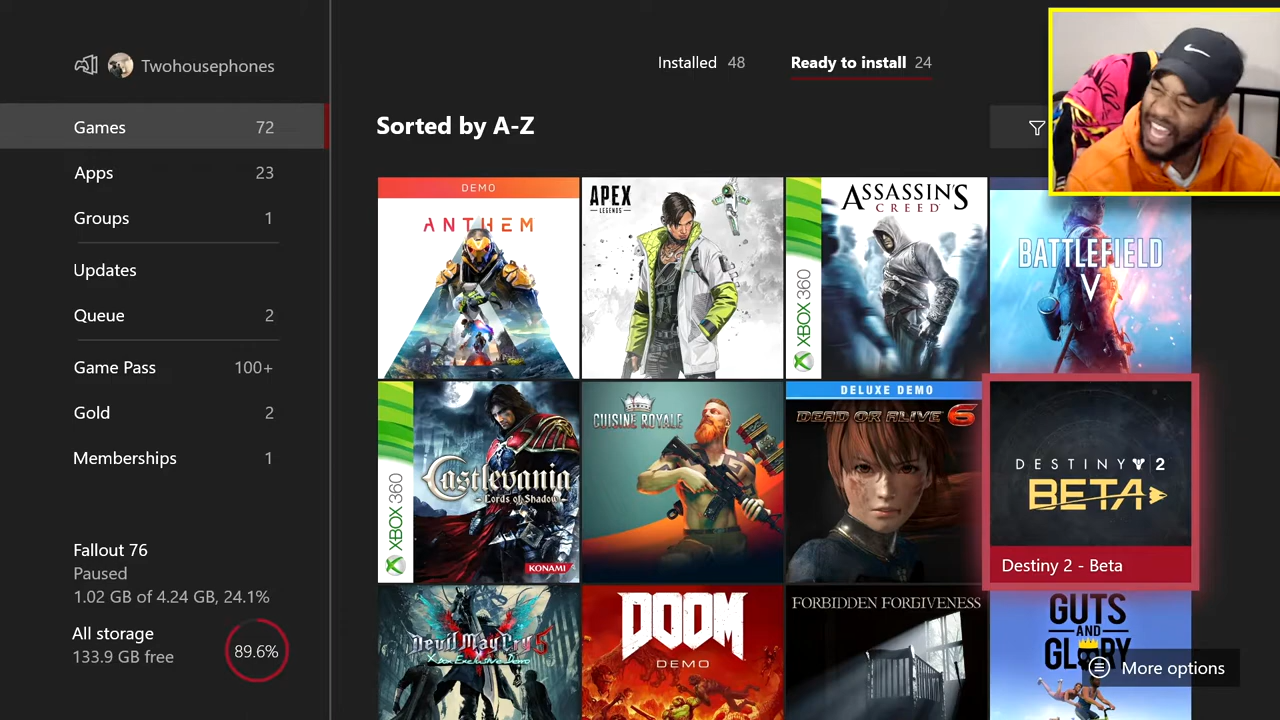 Twohousephones
Games 72
Apps 23
Groups 1
Updates
Queue 2
Game Pass 100+
Gold 2
Memberships 1
Fallout 76
Paused
1.02 GB of 4.24 GB, 24.1%
All storage
133.9 GB free
89.6%
Installed 48 Ready to install 24
Sorted by A-Z
DEMO
ANTHEM
APEX
LEGENDS
XBOX 360
ASSASSIN'S
CREED
BATTLEFIELD
V
XBOX 360
Castlevania
Lords of Shadow
KONAMI
CUISINE ROYALE
DELUXE DEMO
DEAD OR ALIVE 6
DESTINY 2
BETA
Destiny 2 - Beta
Devil May Cry 5
Xbox Exclusive Demo
DOOM
DEMO
FORBIDDEN FORGIVENESS
GUTS
AND
GLORY
More options